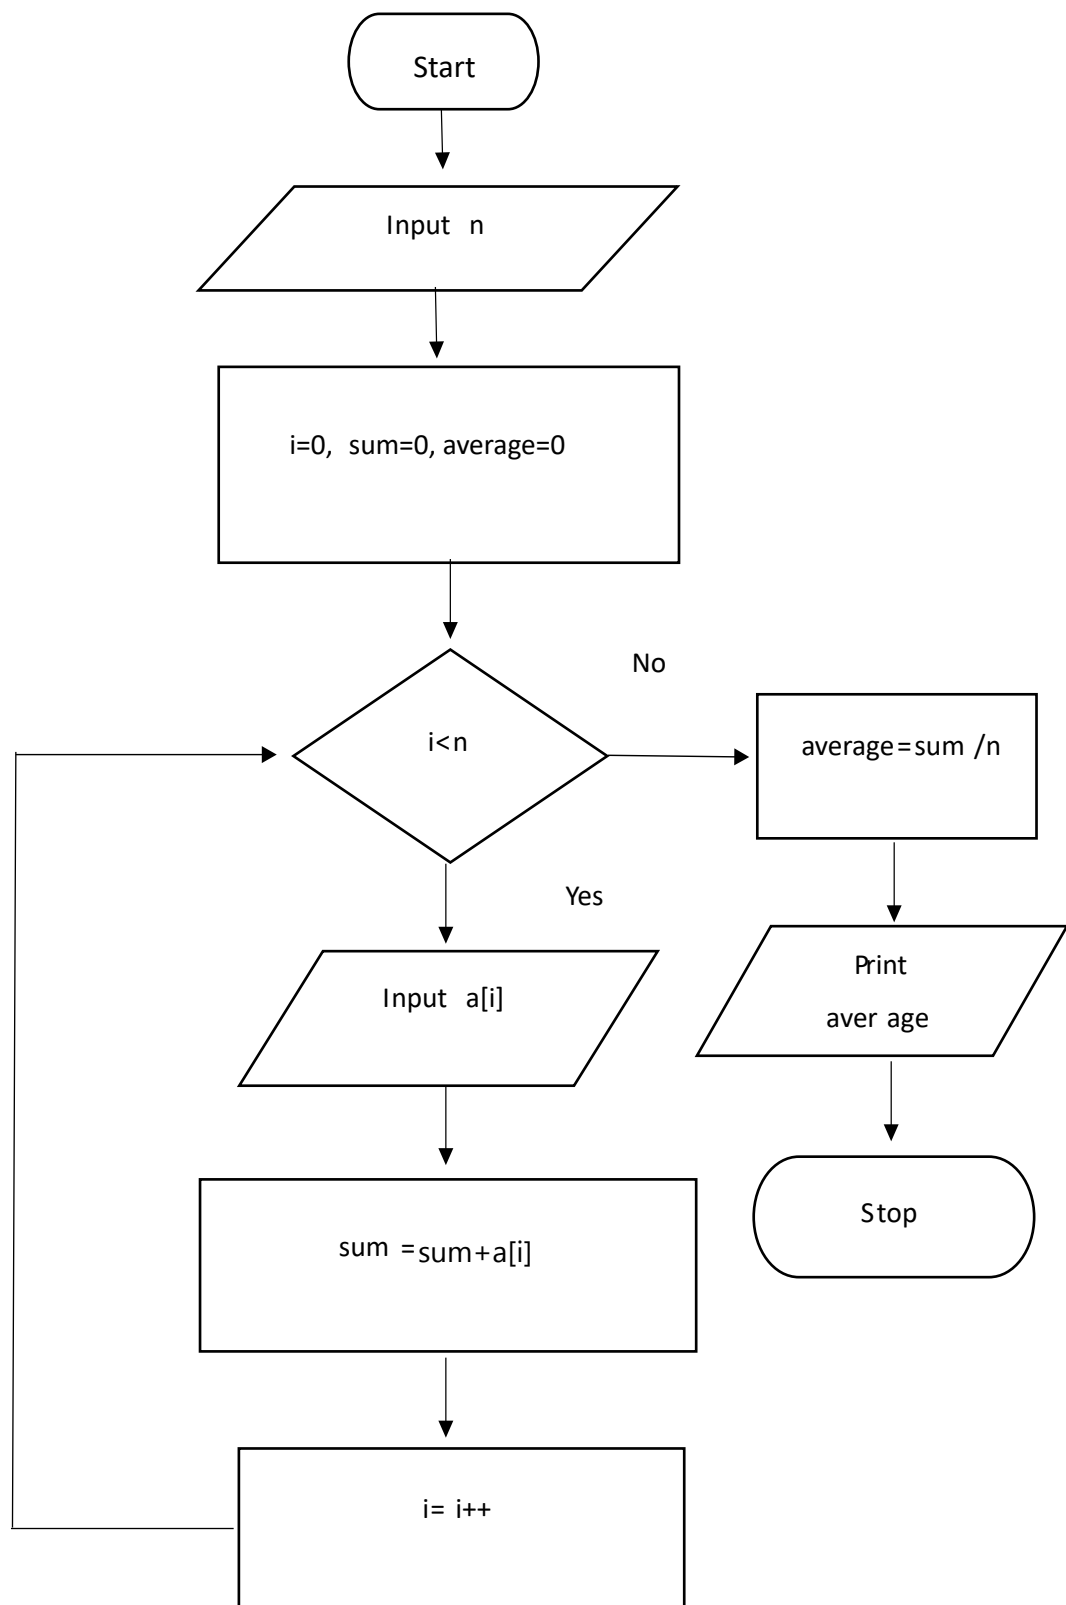 Start
Input n
i=0, sum=0, average=0
No
i<n
average=sum /n
Yes
Input a[i]
Print
aver age
sum =sum+a[i]
Stop
i= i++